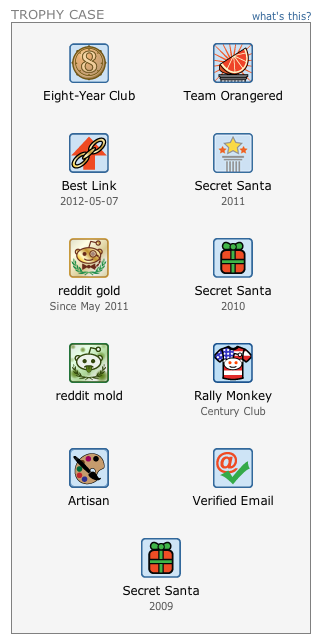 TROPHY CASE what's this?
8
Eight-Year Club Team Orangered
Best Link Secret Santa
2012-05-07 2011
reddit gold Secret Santa
Since May 2011 2010
reddit mold Rally Monkey
Century Club
@
Artisan Verified Email
Secret Santa
2009